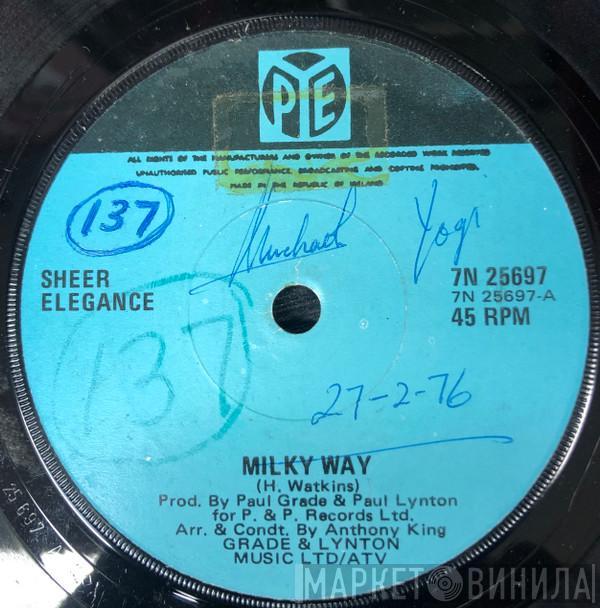 PYE
ALL RIGHTS OF THE MANUFACTURERS AND OWNER OF THE RECORDED WORK RESERVED
UNAUTHORISED PUBLIC PERFORMANCE, BROADCASTING AND COPYING PROHIBITED.
MADE IN THE REPUBLIC OF IRELAND
137
Michael Yogi
SHEER
ELEGANCE
7N 25697
7N 25697-A
45 RPM
137
27-2-76
MILKY WAY
(H. Watkins)
Prod. By Paul Grade & Paul Lynton
for P. & P. Records Ltd.
Arr. & Condt. By Anthony King
GRADE & LYNTON
MUSIC LTD/ATV
МАРКЕТ ВИНИЛА!